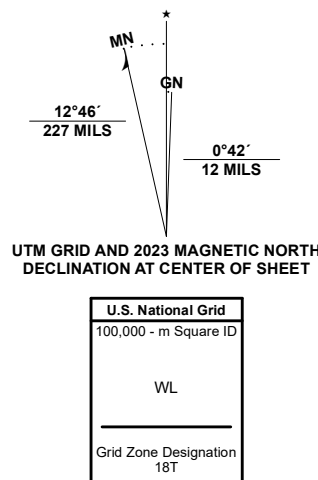 ★
MN
GN
12°46´
227 MILS
0°42´
12 MILS
UTM GRID AND 2023 MAGNETIC NORTH
DECLINATION AT CENTER OF SHEET
U.S. National Grid
100,000 - m Square ID
WL
Grid Zone Designation
18T